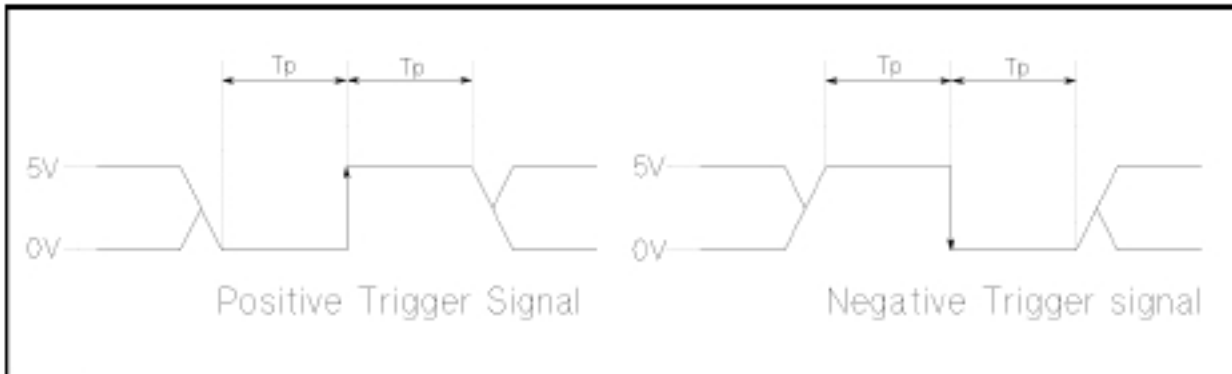 Tp Tp Tp Tp
5V 5V
0V 0V
Positive Trigger Signal Negative Trigger signal